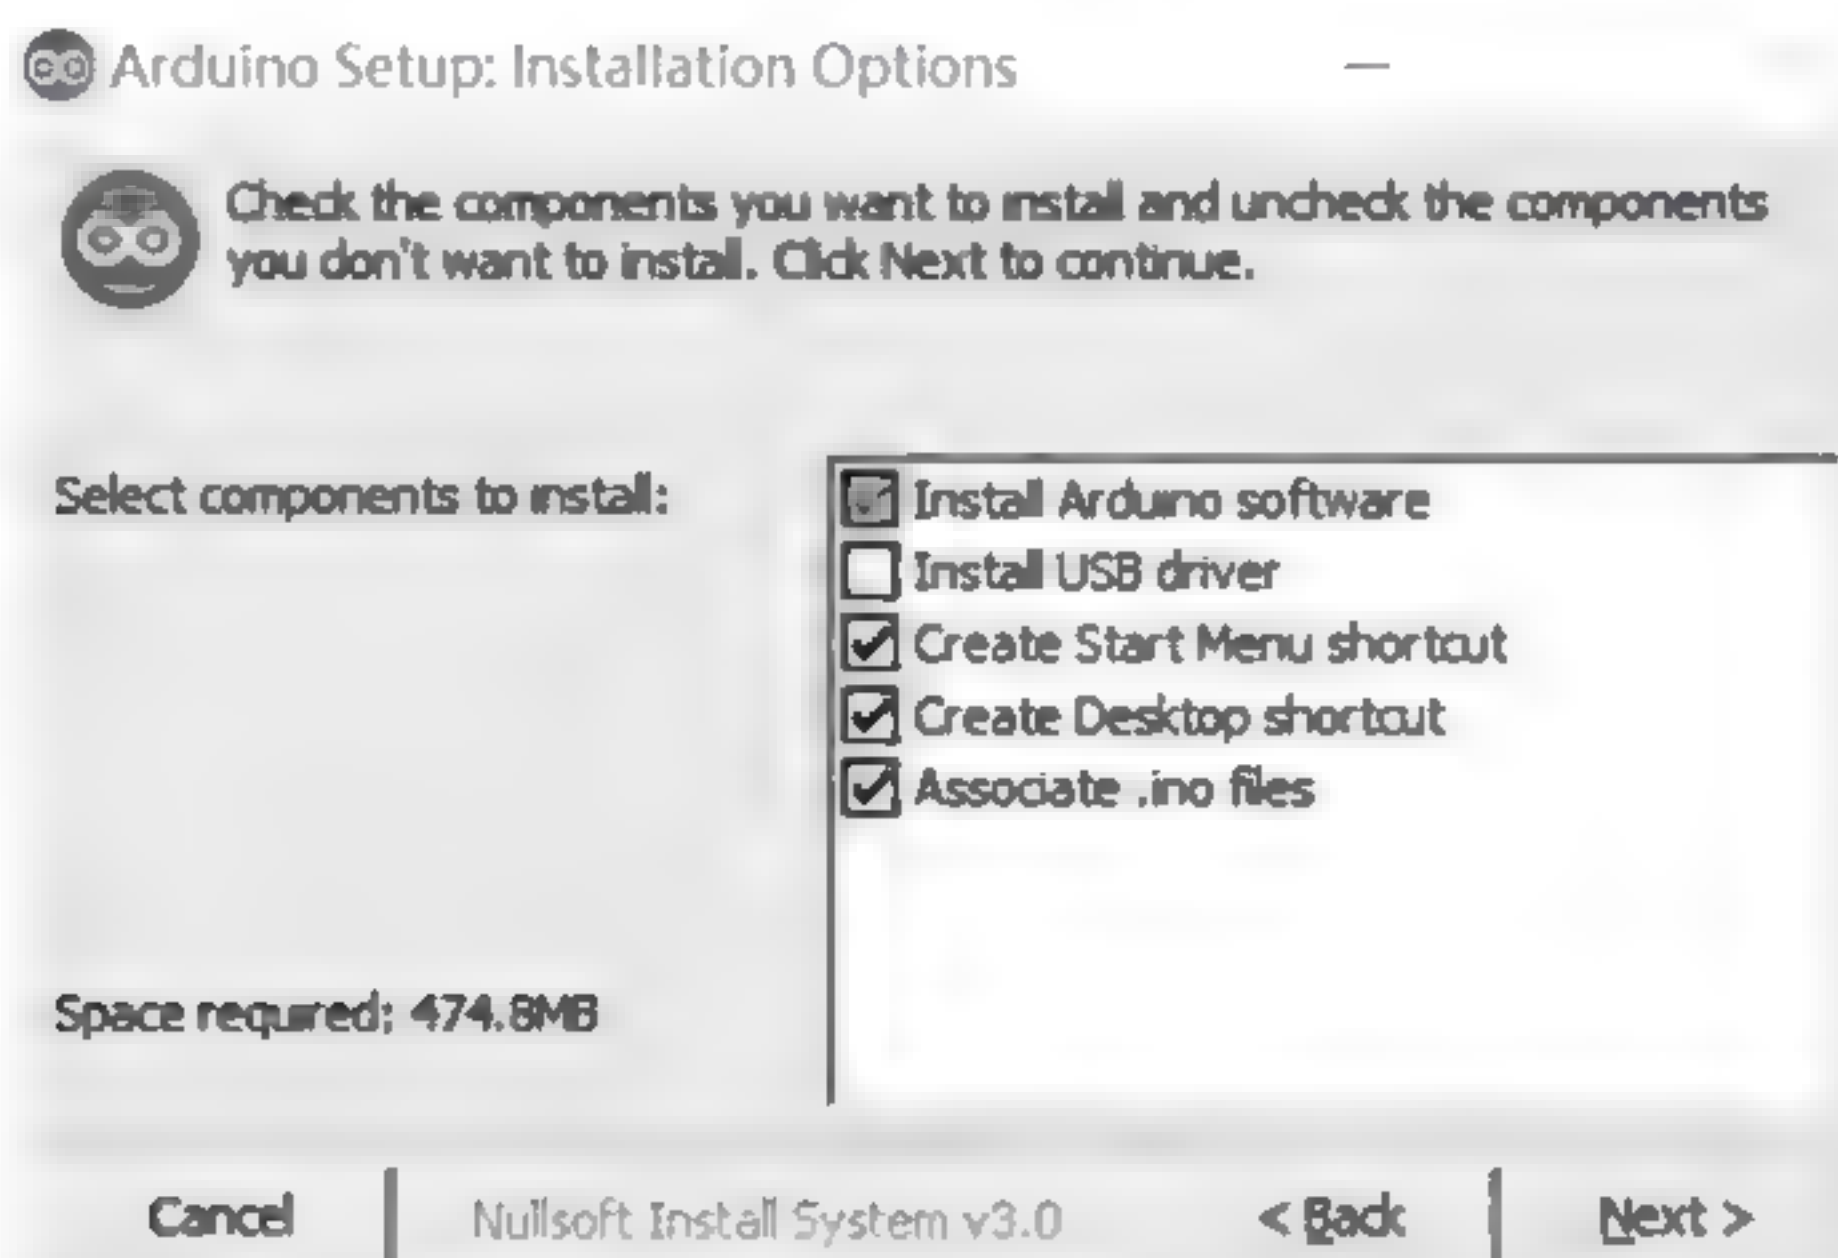 Arduino Setup: Installation Options
Check the components you want to install and uncheck the components
you don't want to install. Click Next to continue.
Select components to install:
Install Arduino software
Install USB driver
Create Start Menu shortcut
Create Desktop shortcut
Associate .ino files
Space required: 474.8MB
Cancel
Nullsoft Install System v3.0
< Back
Next >